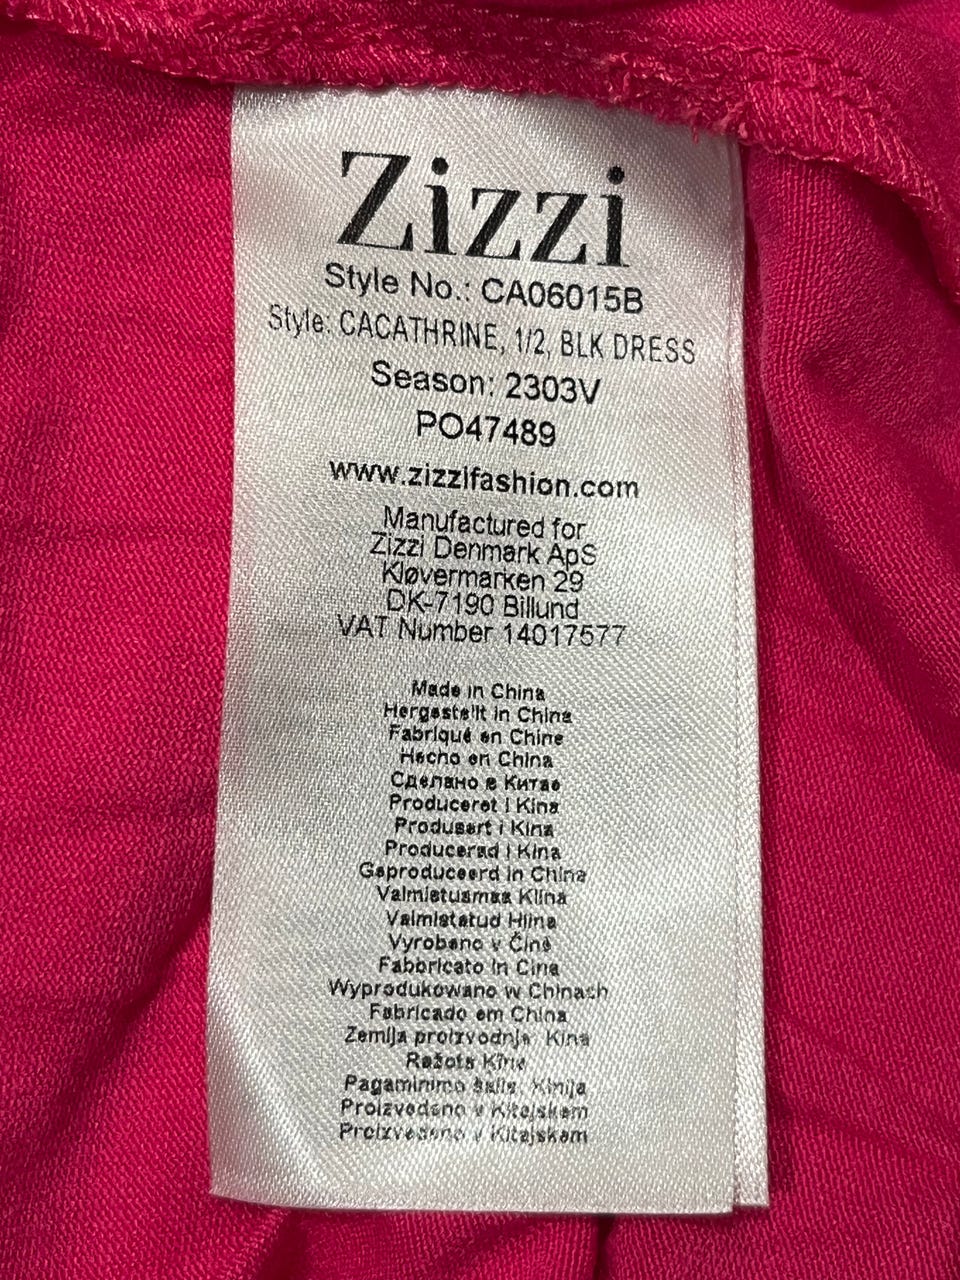 Zizzi
Style No.: CA06015B
Style: CACATHRINE, 1/2, BLK DRESS
Season: 2303V
PO47489
www.zizzifashion.com
Manufactured for
Zizzi Denmark ApS
Kløvermarken 29
DK-7190 Billund
VAT Number 14017577
Made in China
Hergestellt in China
Fabriqué en Chine
Hecho en China
Сделано в Китае
Produceret i Kina
Produsert i Kina
Producerad i Kina
Geproduceerd in China
Valmistusmaa Kiina
Valmistatud Hiina
Vyrobeno v Číně
Fabbricato in Cina
Wyprodukowano w Chinach
Fabricado em China
Zemlja proizvodnje: Kina
Ražots Ķīnā
Pagaminimo šalis: Kinija
Proizvedeno v Kitajskem
Proizvedeno v Kitajskem